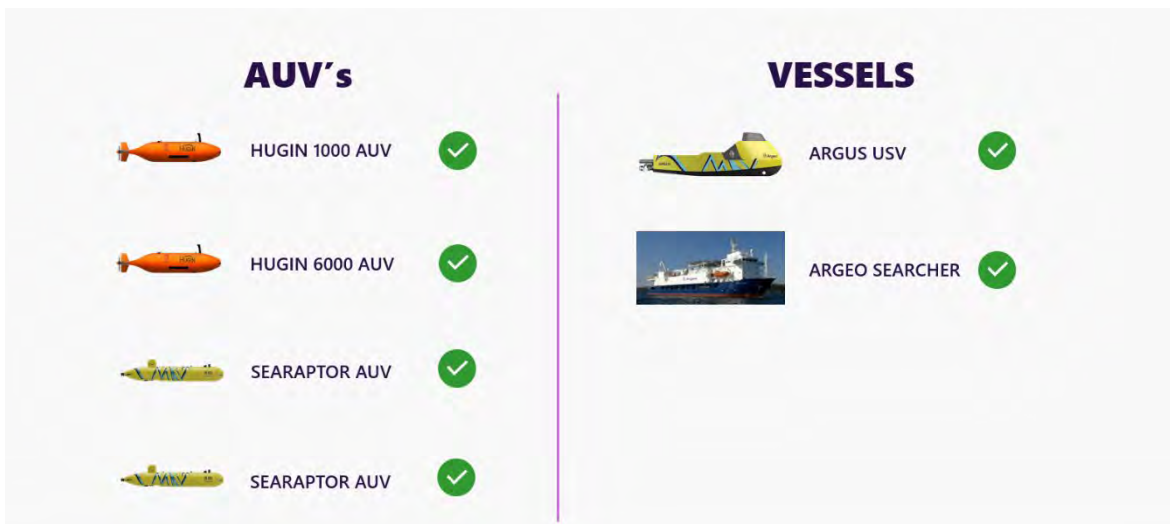 AUV´s
HUGIN 1000 AUV
HUGIN 6000 AUV
SEARAPTOR AUV
SEARAPTOR AUV
VESSELS
ARGUS USV
ARGEO SEARCHER